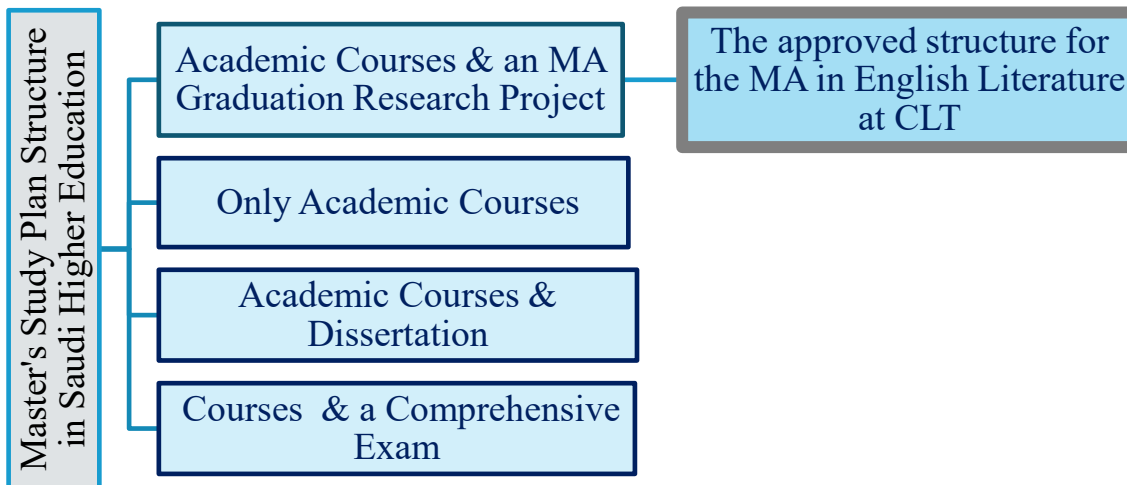 Master's Study Plan Structure
in Saudi Higher Education
Academic Courses & an MA
Graduation Research Project
The approved structure for
the MA in English Literature
at CLT
Only Academic Courses
Academic Courses &
Dissertation
Courses & a Comprehensive
Exam